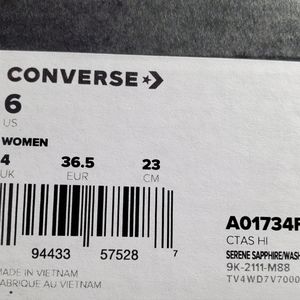 CONVERSE
6
US
WOMEN
4 36.5 23
UK EUR CM
94433 57528 7
A01734F
CTAS HI
SERENE SAPPHIRE/WASH
9K-2111-M88
TV4WD7V7000
MADE IN VIETNAM
FABRIQUE AU VIETNAM